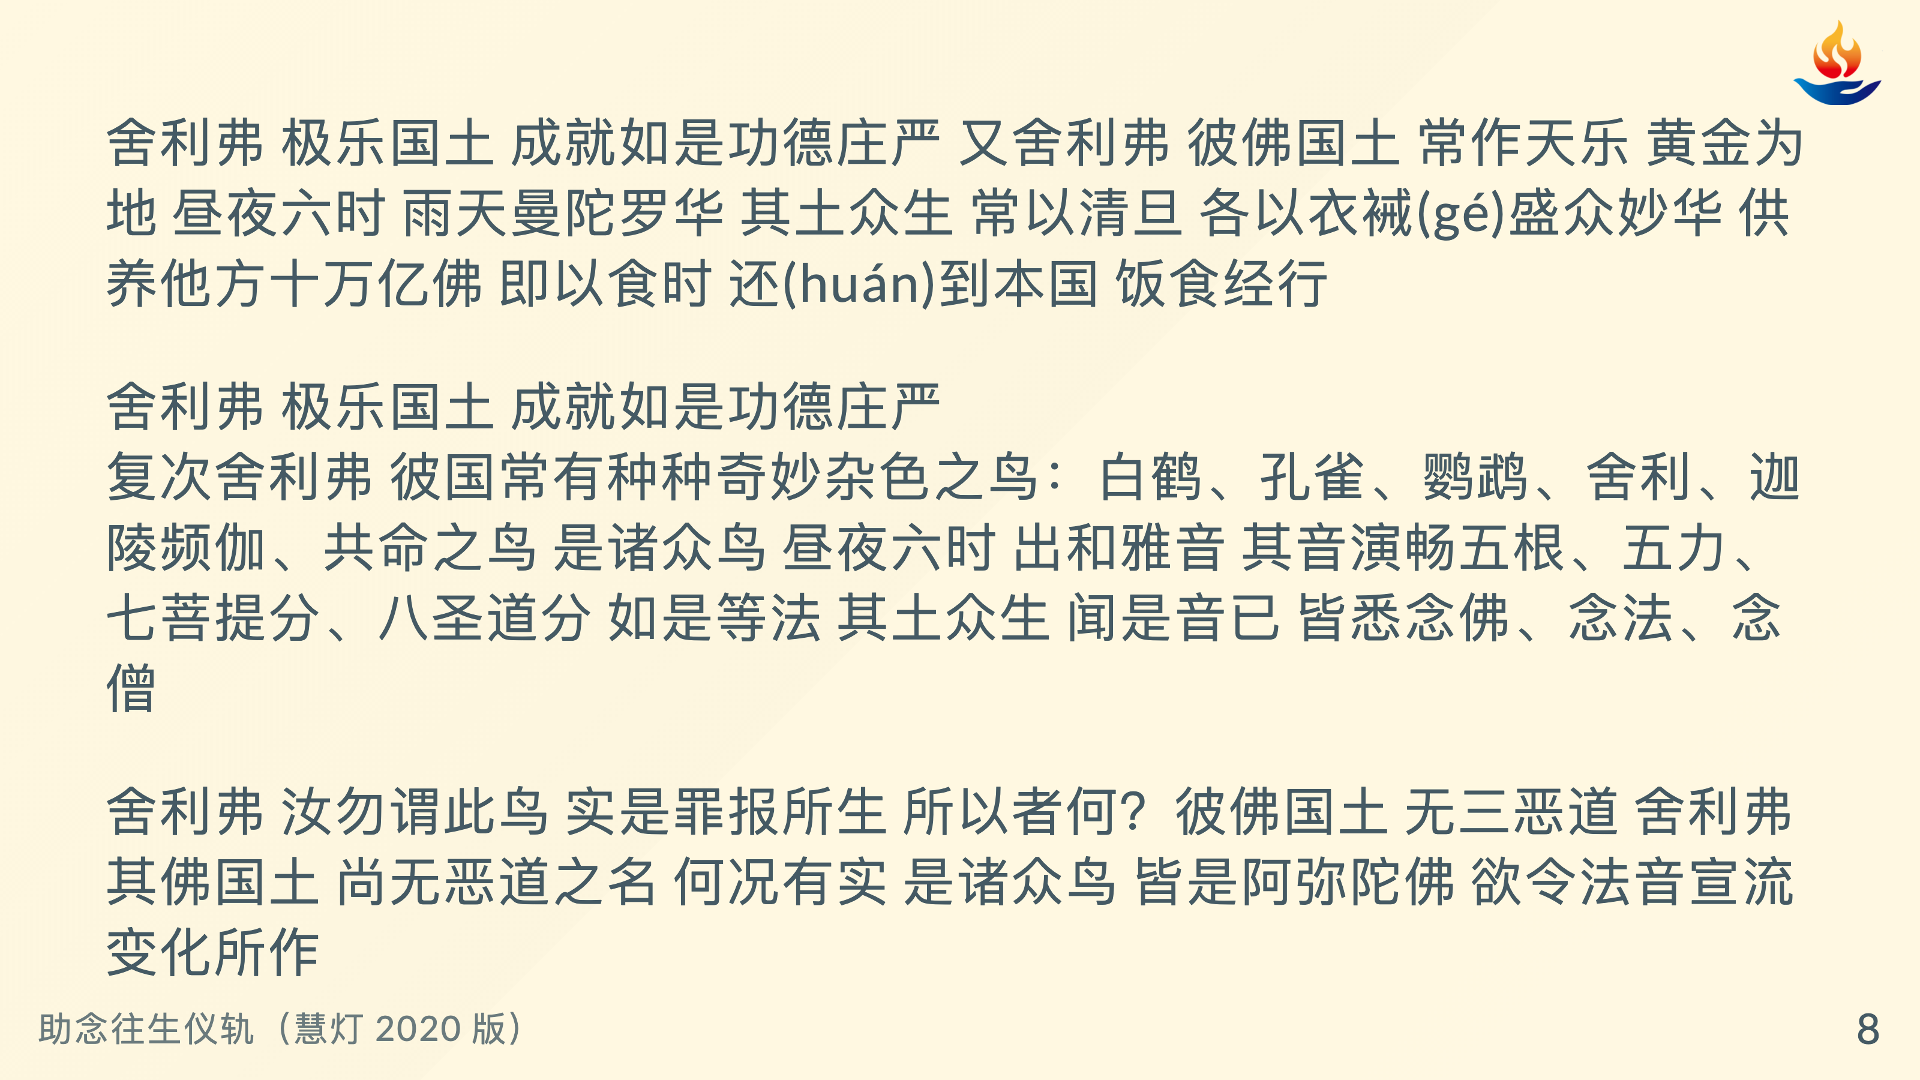 舍利弗 极乐国土 成就如是功德庄严 又舍利弗 彼佛国土 常作天乐 黄金为
地 昼夜六时 雨天曼陀罗华 其土众生 常以清旦 各以衣裓(gé)盛众妙华 供
养他方十万亿佛 即以食时 还(huán)到本国 饭食经行
舍利弗 极乐国土 成就如是功德庄严
复次舍利弗 彼国常有种种奇妙杂色之鸟：白鹤、孔雀、鹦鹉、舍利、迦
陵频伽、共命之鸟 是诸众鸟 昼夜六时 出和雅音 其音演畅五根、五力、
七菩提分、八圣道分 如是等法 其土众生 闻是音已 皆悉念佛、念法、念
僧
舍利弗 汝勿谓此鸟 实是罪报所生 所以者何？彼佛国土 无三恶道 舍利弗
其佛国土 尚无恶道之名 何况有实 是诸众鸟 皆是阿弥陀佛 欲令法音宣流
变化所作
助念往生仪轨（慧灯 2020 版）
8